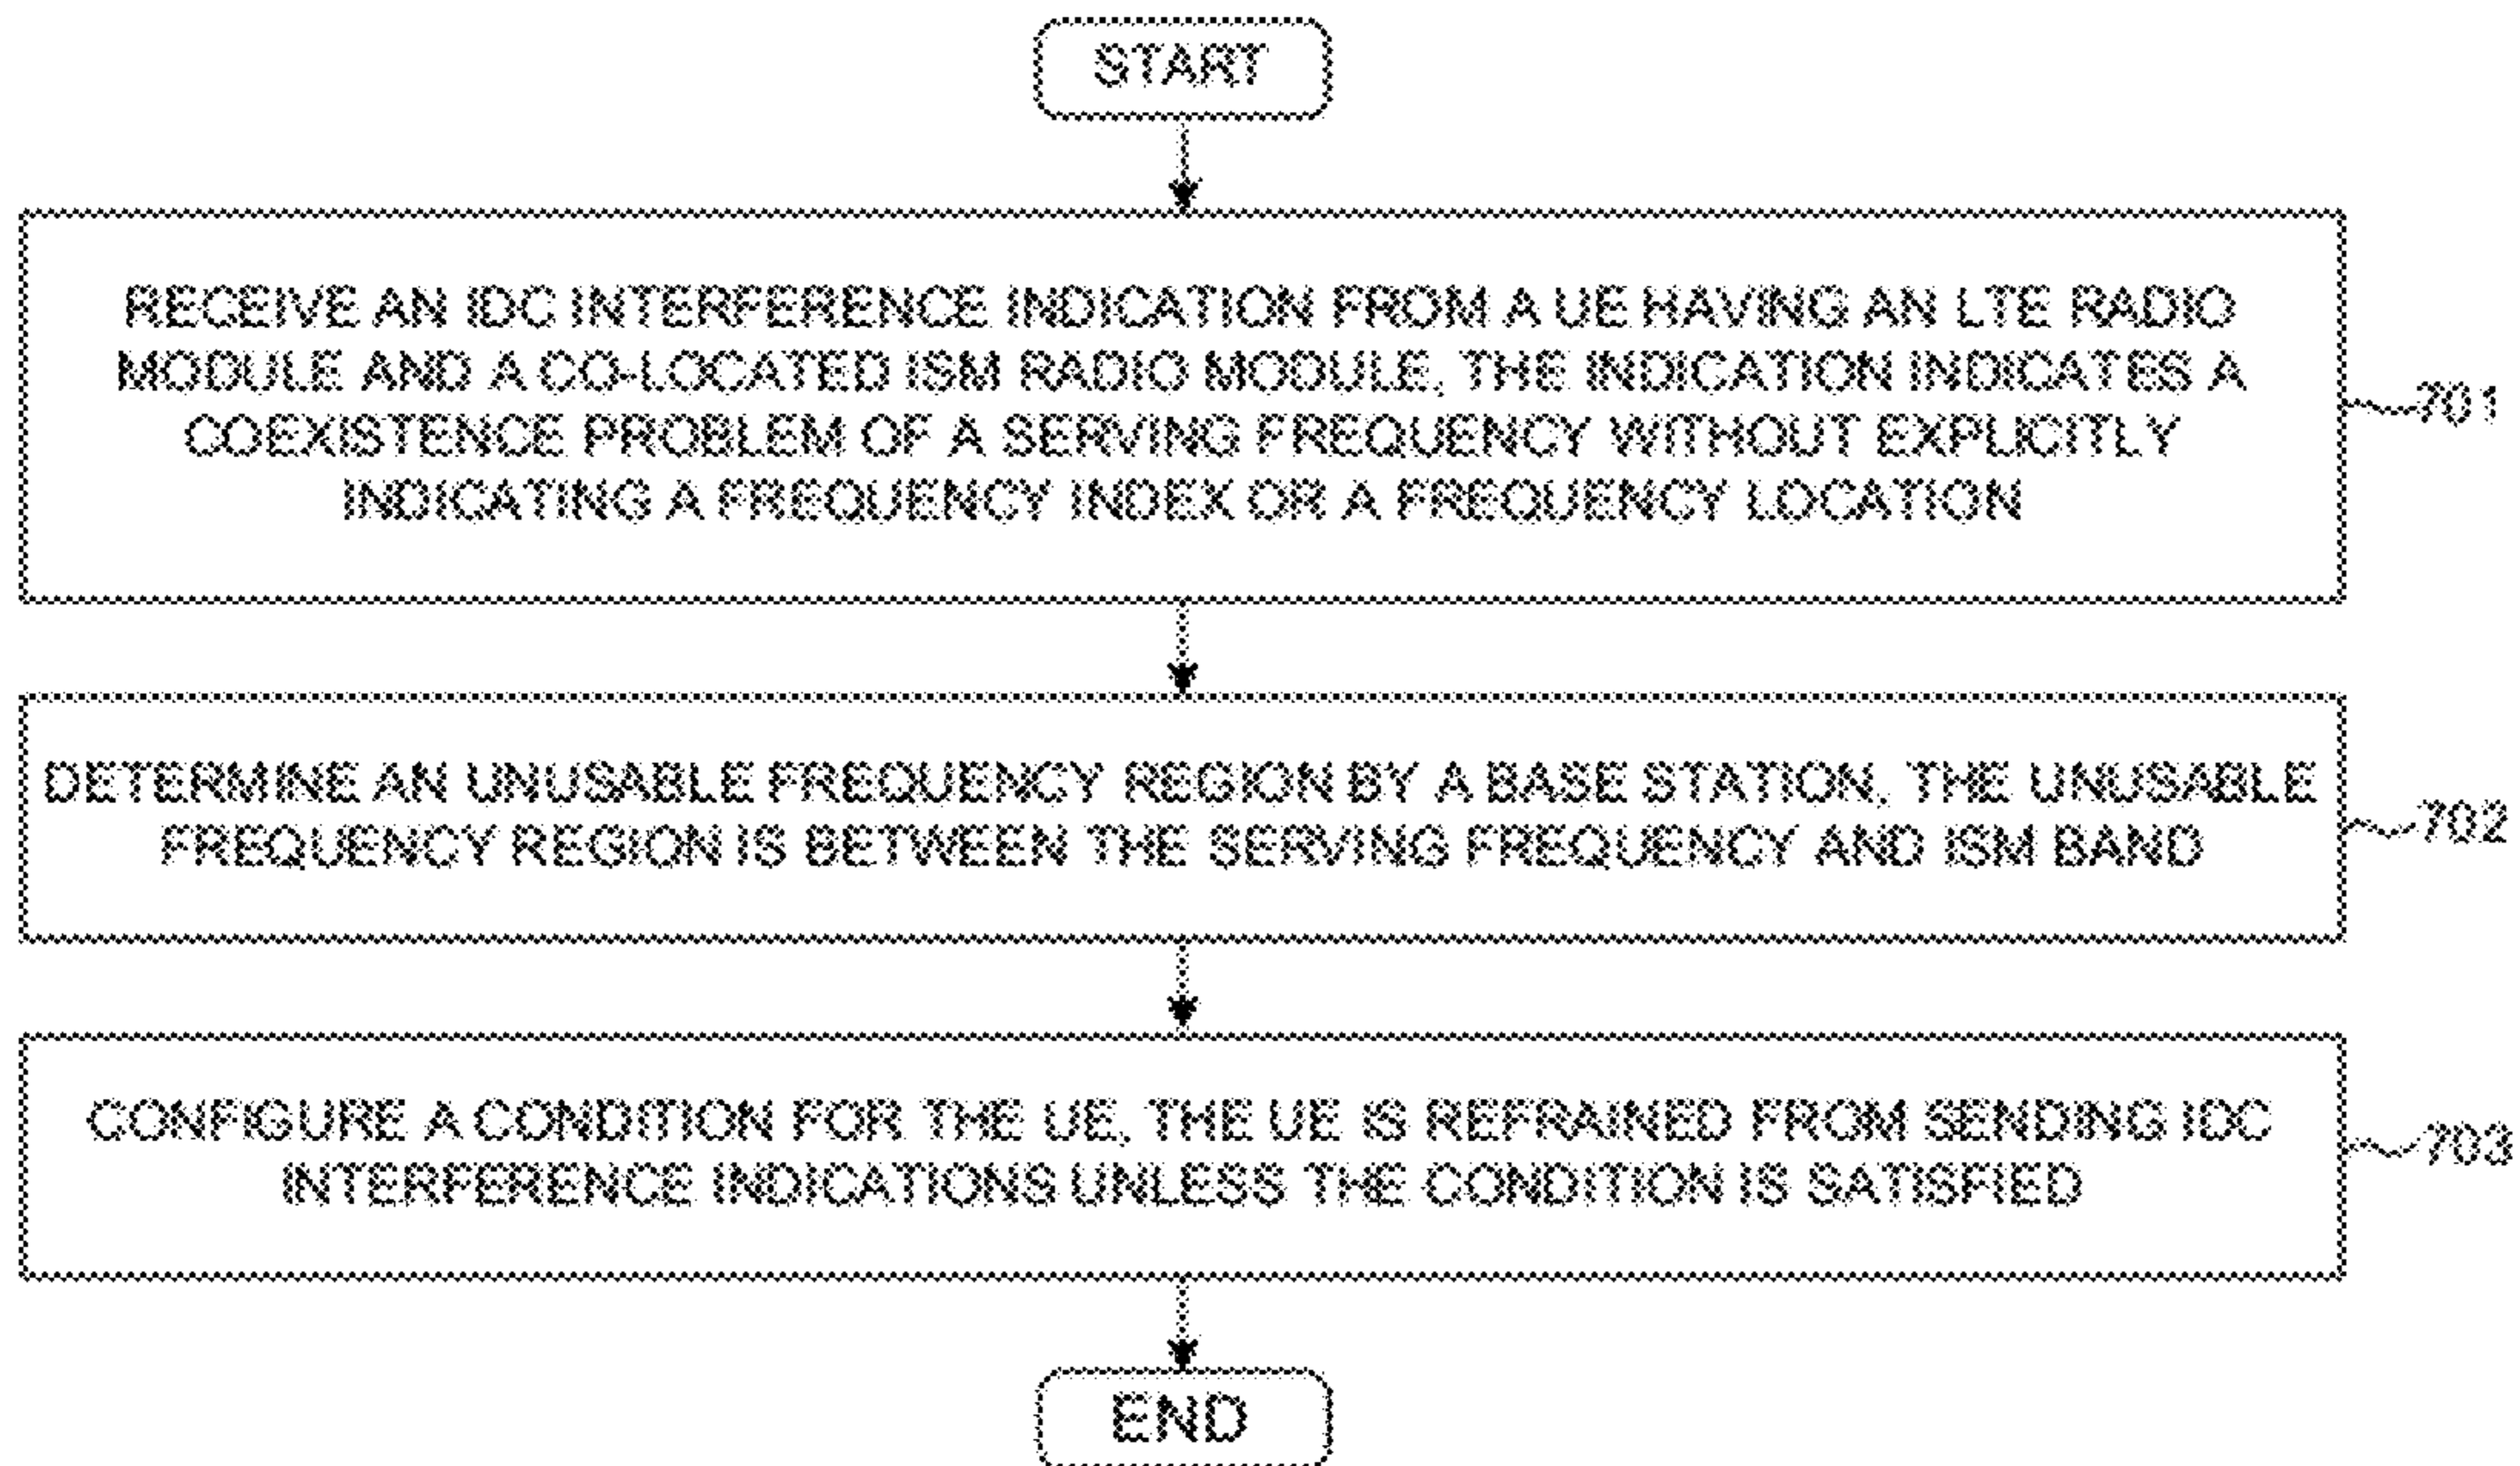 START
RECEIVE AN IDC INTERFERENCE INDICATION FROM A UE HAVING AN LTE RADIO
MODULE AND A CO-LOCATED ISM RADIO MODULE, THE INDICATION INDICATES A
COEXISTENCE PROBLEM OF A SERVING FREQUENCY WITHOUT EXPLICITLY
INDICATING A FREQUENCY INDEX OR A FREQUENCY LOCATION
701
DETERMINE AN UNUSABLE FREQUENCY REGION BY A BASE STATION. THE UNUSABLE
FREQUENCY REGION IS BETWEEN THE SERVING FREQUENCY AND ISM BAND
702
CONFIGURE A CONDITION FOR THE UE, THE UE IS REFRAINED FROM SENDING IDC
INTERFERENCE INDICATIONS UNLESS THE CONDITION IS SATISFIED
703
END